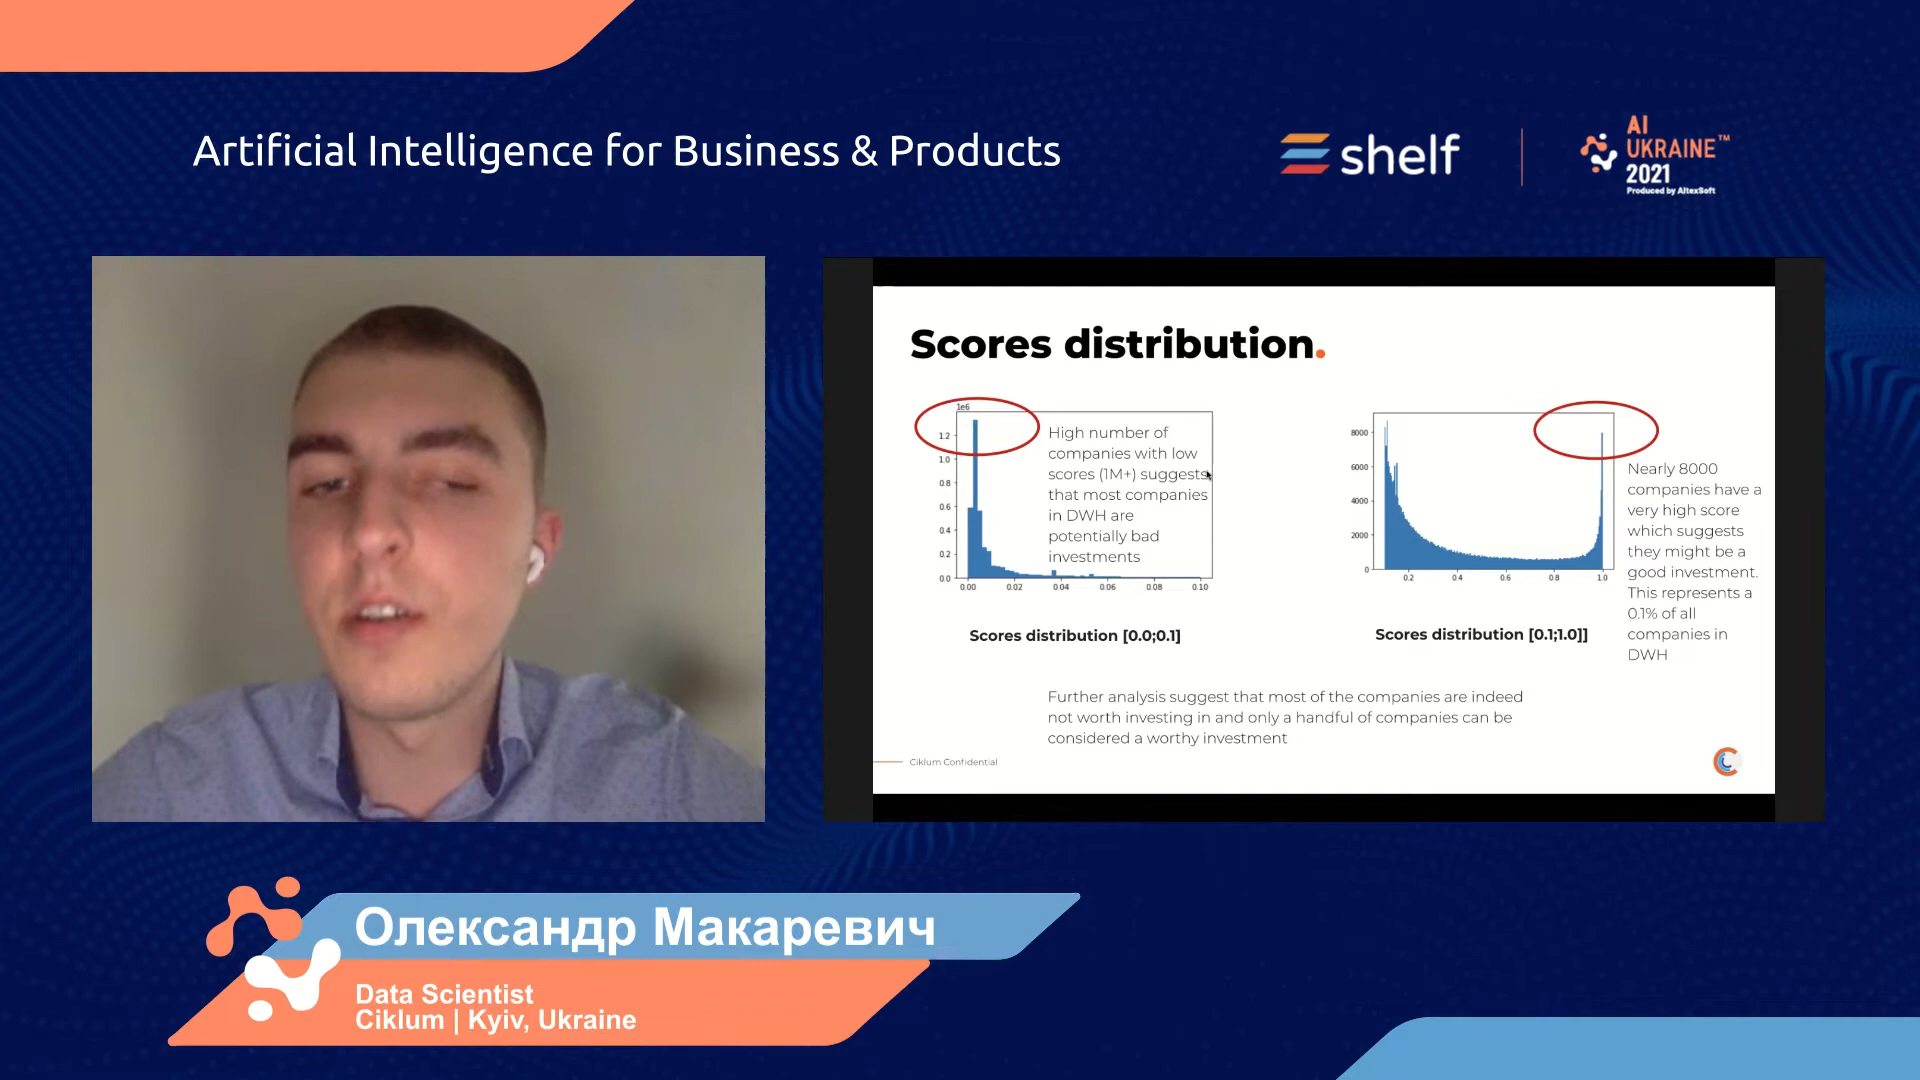 Artificial Intelligence for Business & Products
shelf
AI
UKRAINE™
2021
Produced by AltexSoft
Scores distribution.
1e6
1.2
1.0
0.8
0.6
0.4
0.2
0.0
0.00 0.02 0.04 0.06 0.08 0.10
High number of
companies with low
scores (1M+) suggests
that most companies
in DWH are
potentially bad
investments
Scores distribution [0.0;0.1]
8000
6000
4000
2000
0
0.2 0.4 0.6 0.8 1.0
Scores distribution [0.1;1.0]]
Nearly 8000
companies have a
very high score
which suggests
they might be a
good investment.
This represents a
0.1% of all
companies in
DWH
Further analysis suggest that most of the companies are indeed
not worth investing in and only a handful of companies can be
considered a worthy investment
Ciklum Confidential
Олександр Макаревич
Data Scientist
Ciklum | Kyiv, Ukraine